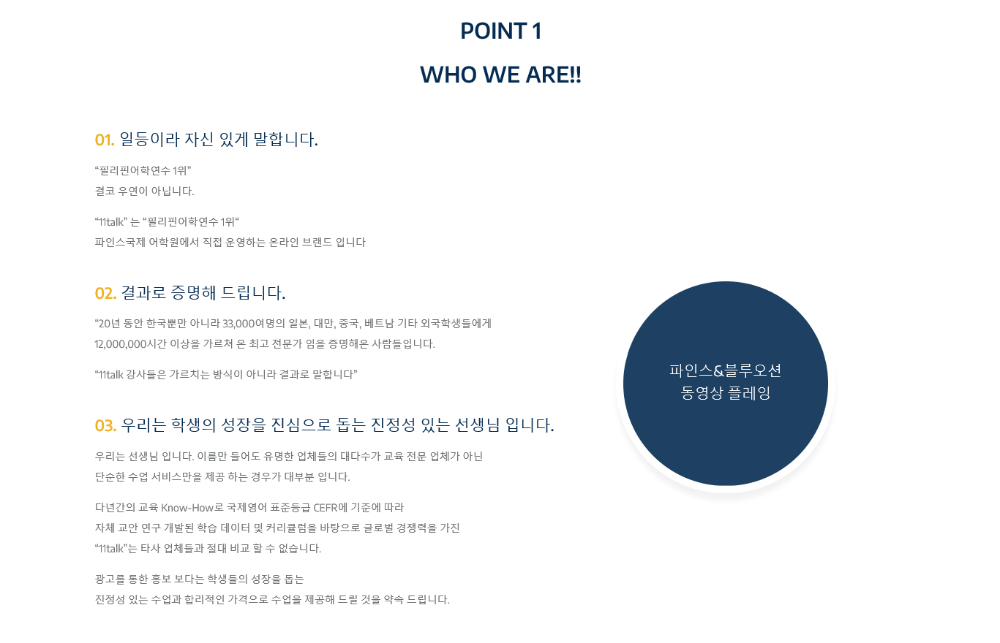 POINT 1
WHO WE ARE!!
01. 일등이라 자신 있게 말합니다.
“필리핀어학연수 1위”
결코 우연이 아닙니다.
“11talk” 는 “필리핀어학연수 1위“
파인스국제 어학원에서 직접 운영하는 온라인 브랜드 입니다
02. 결과로 증명해 드립니다.
“20년 동안 한국뿐만 아니라 33,000여명의 일본, 대만, 중국, 베트남 기타 외국학생들에게
12,000,000시간 이상을 가르쳐 온 최고 전문가 임을 증명해온 사람들입니다.
“11talk 강사들은 가르치는 방식이 아니라 결과로 말합니다”
03. 우리는 학생의 성장을 진심으로 돕는 진정성 있는 선생님 입니다.
우리는 선생님 입니다. 이름만 들어도 유명한 업체들의 대다수가 교육 전문 업체가 아닌
단순한 수업 서비스만을 제공 하는 경우가 대부분 입니다.
다년간의 교육 Know-How로 국제영어 표준등급 CEFR에 기준에 따라
자체 교안 연구 개발된 학습 데이터 및 커리큘럼을 바탕으로 글로벌 경쟁력을 가진
“11talk”는 타사 업체들과 절대 비교 할 수 없습니다.
광고를 통한 홍보 보다는 학생들의 성장을 돕는
진정성 있는 수업과 합리적인 가격으로 수업을 제공해 드릴 것을 약속 드립니다.
파인스&블루오션
동영상 플레잉